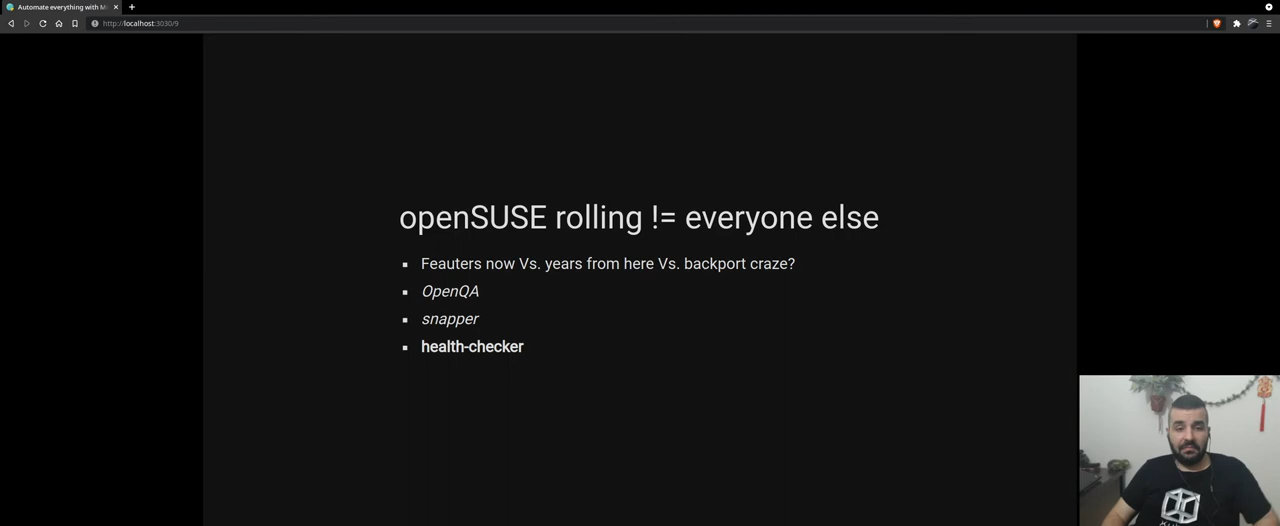 Automate everything with Mi
http://localhost:3030/9
openSUSE rolling != everyone else
Feauters now Vs. years from here Vs. backport craze?
OpenQA
snapper
health-checker